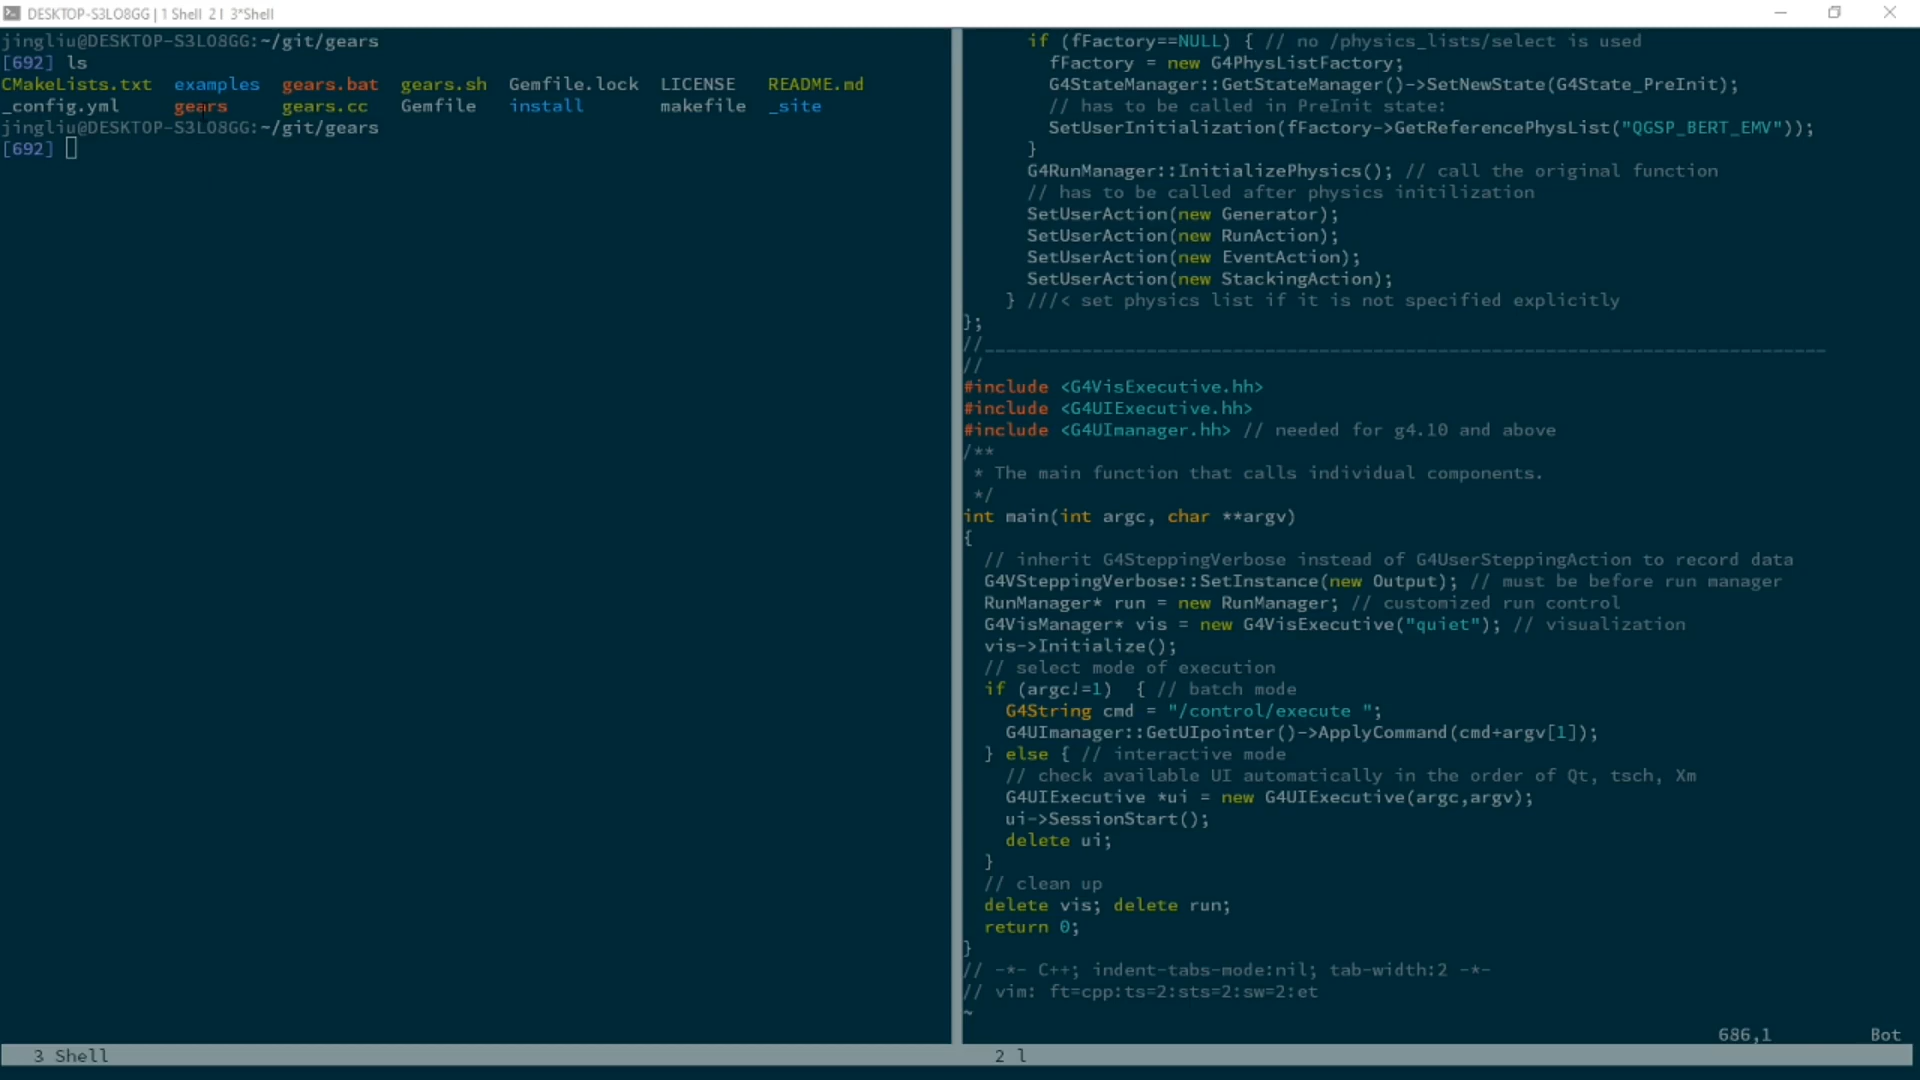 DESKTOP-S3LO8GG | 1 Shell 2 l 3*Shell
jingliu@DESKTOP-S3LO8GG:~/git/gears
[692] ls
CMakeLists.txt examples gears.bat gears.sh Gemfile.lock LICENSE README.md
_config.yml gears gears.cc Gemfile install makefile _site
jingliu@DESKTOP-S3LO8GG:~/git/gears
[692]
if (fFactory==NULL) { // no /physics_lists/select is used
fFactory = new G4PhysListFactory;
G4StateManager::GetStateManager()->SetNewState(G4State_PreInit);
// has to be called in PreInit state:
SetUserInitialization(fFactory->GetReferencePhysList("QGSP_BERT_EMV"));
}
G4RunManager::InitializePhysics(); // call the original function
// has to be called after physics initilization
SetUserAction(new Generator);
SetUserAction(new RunAction);
SetUserAction(new EventAction);
SetUserAction(new StackingAction);
} ///< set physics list if it is not specified explicitly
};
//______________________________________________________________________________
//
#include <G4VisExecutive.hh>
#include <G4UIExecutive.hh>
#include <G4UImanager.hh> // needed for g4.10 and above
/**
* The main function that calls individual components.
*/
int main(int argc, char **argv)
{
// inherit G4SteppingVerbose instead of G4UserSteppingAction to record data
G4VSteppingVerbose::SetInstance(new Output); // must be before run manager
RunManager* run = new RunManager; // customized run control
G4VisManager* vis = new G4VisExecutive("quiet"); // visualization
vis->Initialize();
// select mode of execution
if (argc!=1) { // batch mode
G4String cmd = "/control/execute ";
G4UImanager::GetUIpointer()->ApplyCommand(cmd+argv[1]);
} else { // interactive mode
// check available UI automatically in the order of Qt, tsch, Xm
G4UIExecutive *ui = new G4UIExecutive(argc,argv);
ui->SessionStart();
delete ui;
}
// clean up
delete vis; delete run;
return 0;
}
// -*- C++; indent-tabs-mode:nil; tab-width:2 -*-
// vim: ft=cpp:ts=2:sts=2:sw=2:et
~
686,1 Bot
3 Shell
2 l